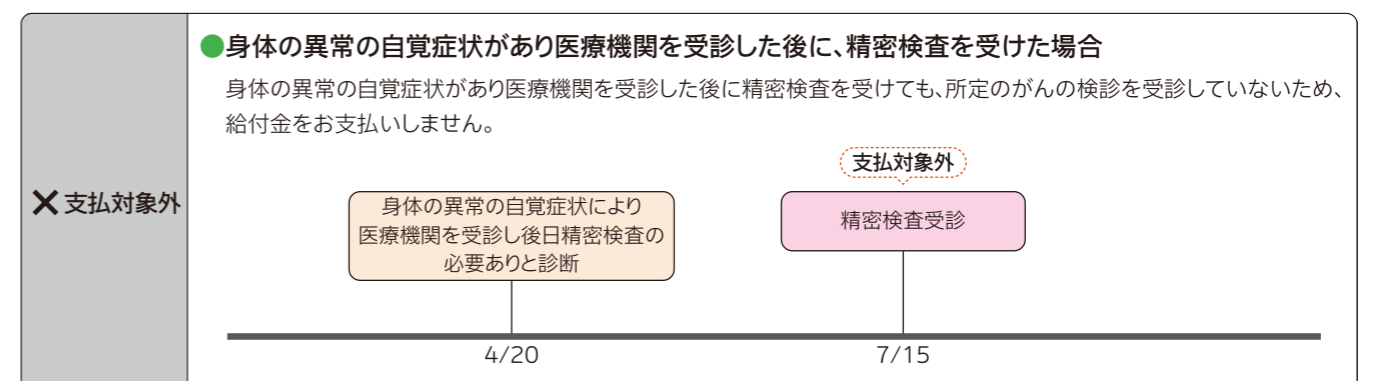 ✕支払対象外
●身体の異常の自覚症状があり医療機関を受診した後に、精密検査を受けた場合
身体の異常の自覚症状があり医療機関を受診した後に精密検査を受けても、所定のがんの検診を受診していないため、
給付金をお支払いしません。
支払対象外
身体の異常の自覚症状により
医療機関を受診し後日精密検査の
必要ありと診断
精密検査受診
4/20
7/15